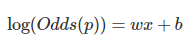 log(Odds(p)) = wx + b